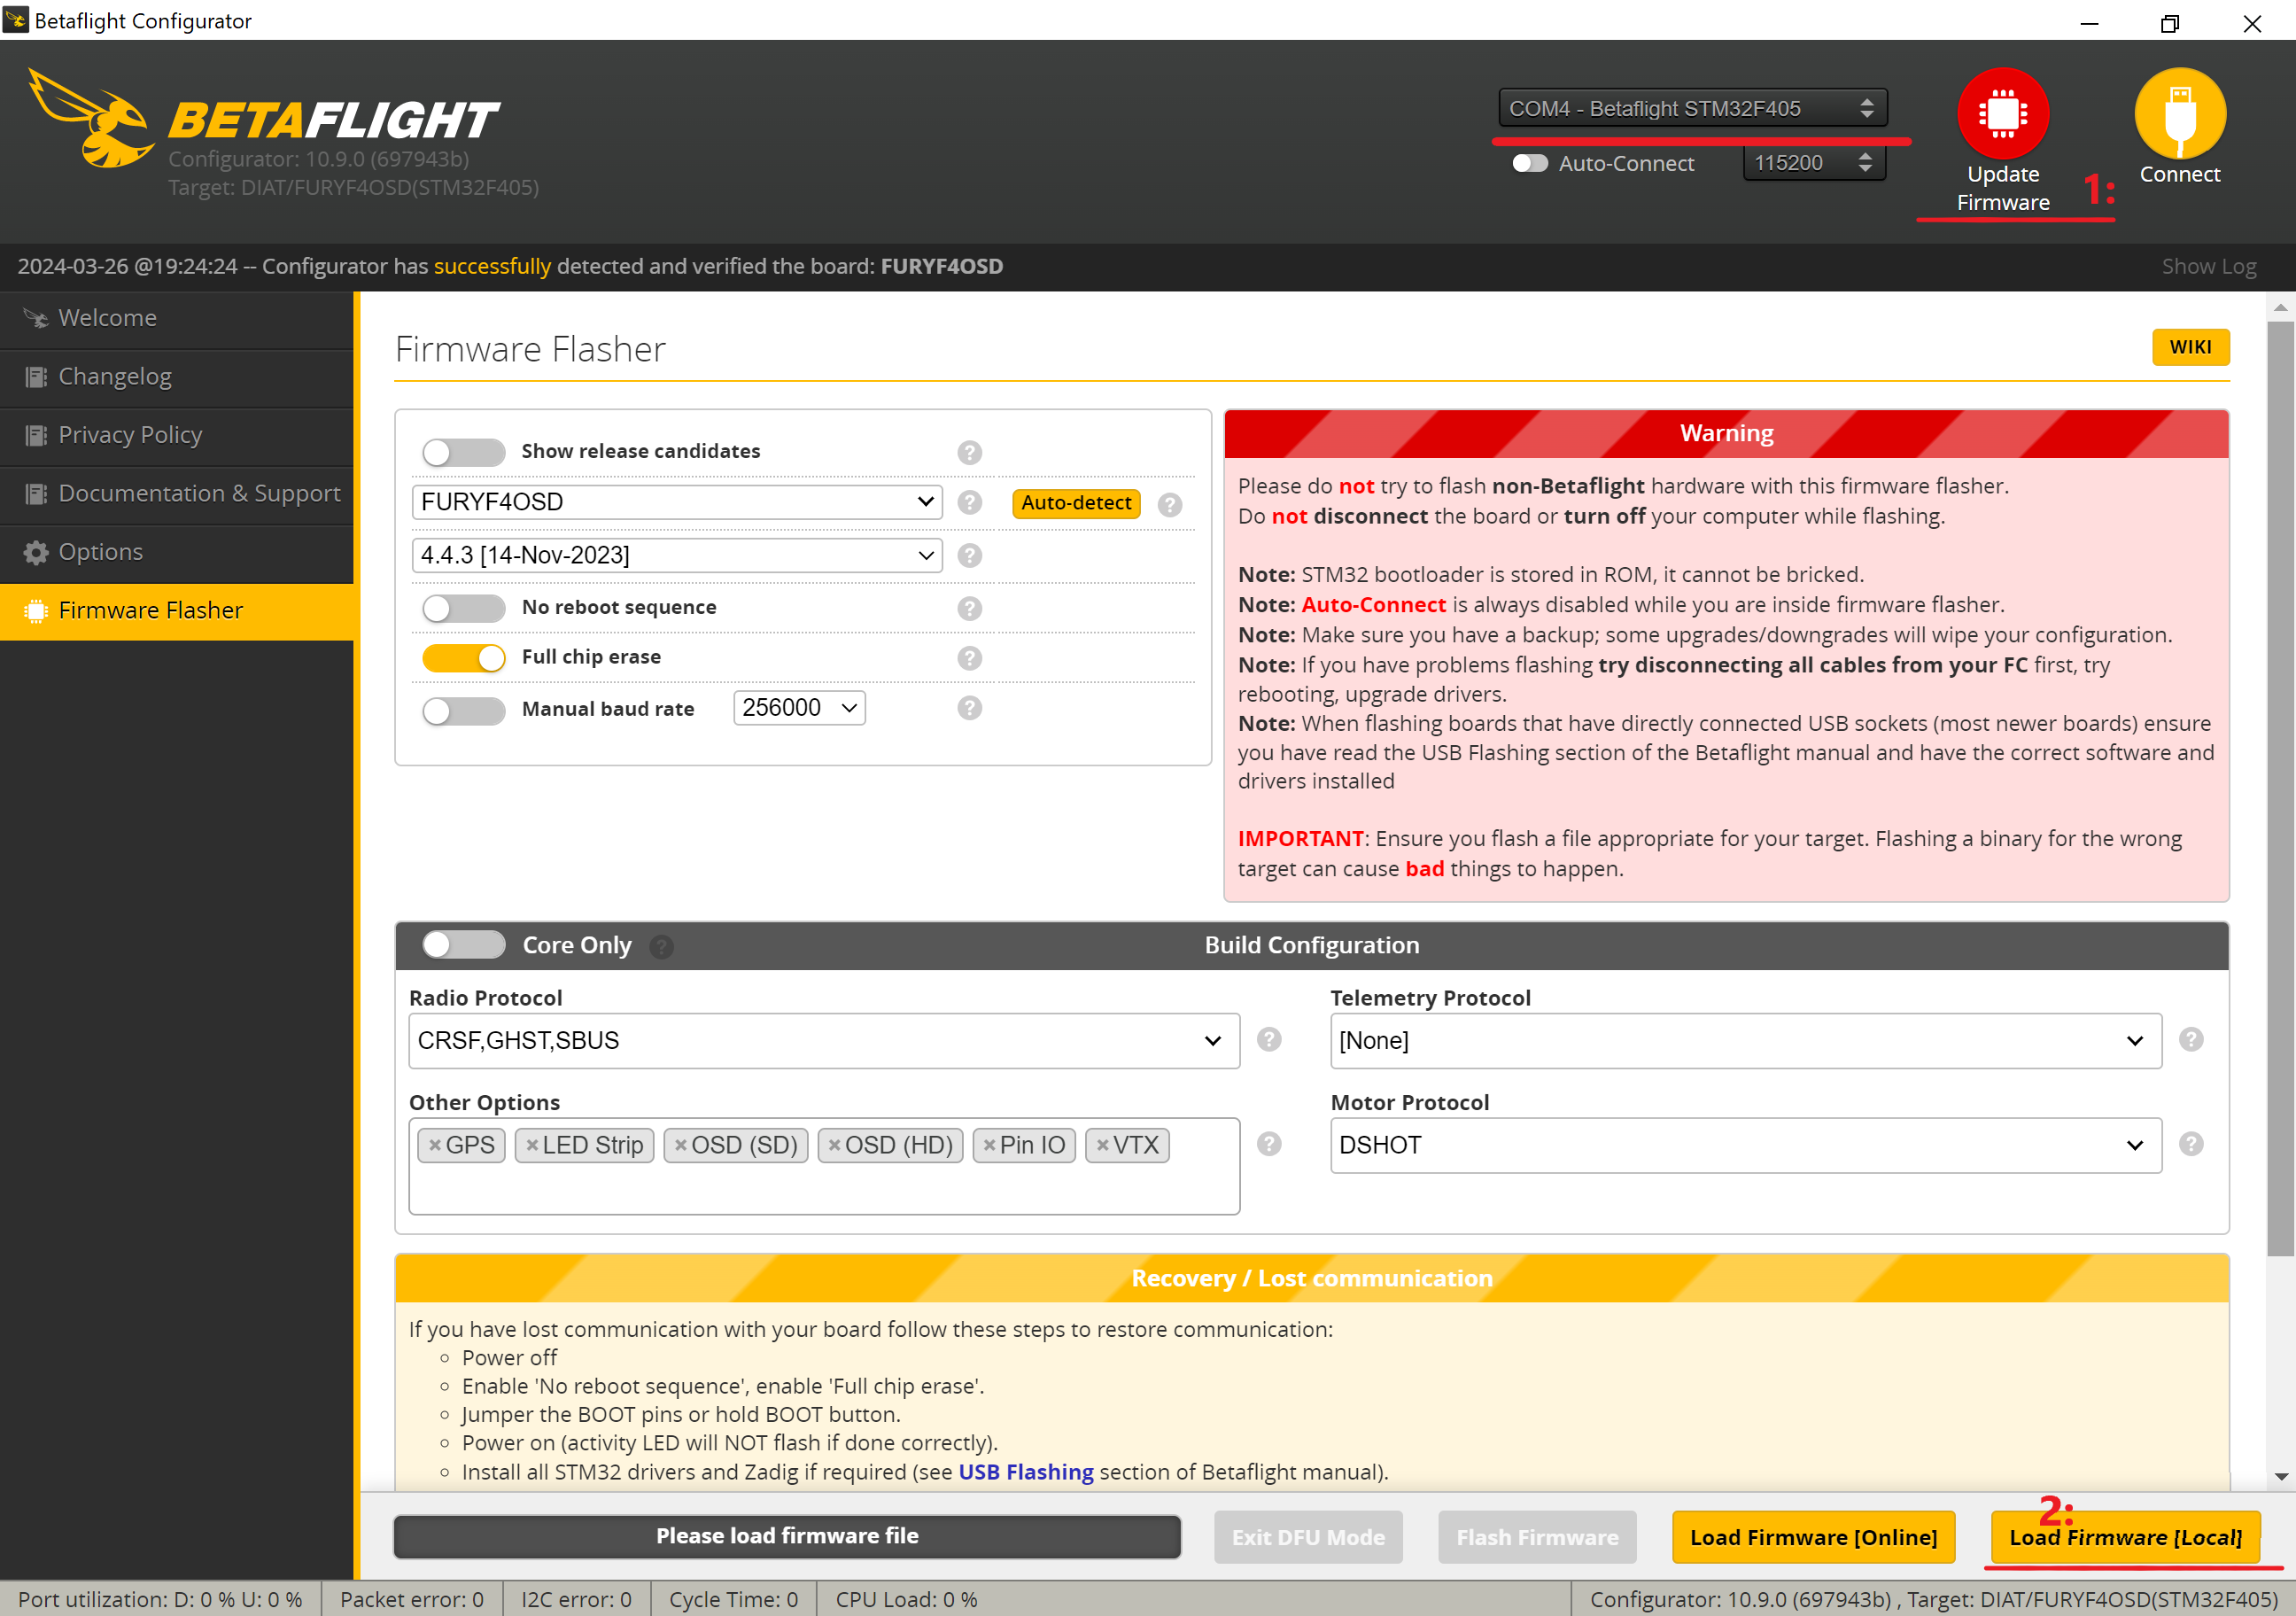 Betaflight Configurator
BETAFLIGHT
Configurator: 10.9.0 (697943b)
Target: DIAT/FURYF4OSD(STM32F405)
COM4 - Betaflight STM32F405
Auto-Connect
115200
Update
Firmware
1:
Connect
2024-03-26 @19:24:24 -- Configurator has successfully detected and verified the board: FURYF4OSD
Show Log
Welcome
Changelog
Privacy Policy
Documentation & Support
Options
Firmware Flasher
Firmware Flasher
WIKI
Show release candidates
?
FURYF4OSD
?
Auto-detect
?
4.4.3 [14-Nov-2023]
?
No reboot sequence
?
Full chip erase
?
Manual baud rate
256000
?
Warning
Please do not try to flash non-Betaflight hardware with this firmware flasher.
Do not disconnect the board or turn off your computer while flashing.
Note: STM32 bootloader is stored in ROM, it cannot be bricked.
Note: Auto-Connect is always disabled while you are inside firmware flasher.
Note: Make sure you have a backup; some upgrades/downgrades will wipe your configuration.
Note: If you have problems flashing try disconnecting all cables from your FC first, try
rebooting, upgrade drivers.
Note: When flashing boards that have directly connected USB sockets (most newer boards) ensure
you have read the USB Flashing section of the Betaflight manual and have the correct software and
drivers installed
IMPORTANT: Ensure you flash a file appropriate for your target. Flashing a binary for the wrong
target can cause bad things to happen.
Core Only
?
Build Configuration
Radio Protocol
CRSF,GHST,SBUS
?
Telemetry Protocol
[None]
?
Other Options
×GPS ×LED Strip ×OSD (SD) ×OSD (HD) ×Pin IO ×VTX
?
Motor Protocol
DSHOT
?
Recovery / Lost communication
If you have lost communication with your board follow these steps to restore communication:
Power off
Enable 'No reboot sequence', enable 'Full chip erase'.
Jumper the BOOT pins or hold BOOT button.
Power on (activity LED will NOT flash if done correctly).
Install all STM32 drivers and Zadig if required (see USB Flashing section of Betaflight manual).
Please load firmware file
Exit DFU Mode
Flash Firmware
Load Firmware [Online]
2:
Load Firmware [Local]
Port utilization: D: 0 % U: 0 %
Packet error: 0
I2C error: 0
Cycle Time: 0
CPU Load: 0 %
Configurator: 10.9.0 (697943b) , Target: DIAT/FURYF4OSD(STM32F405)